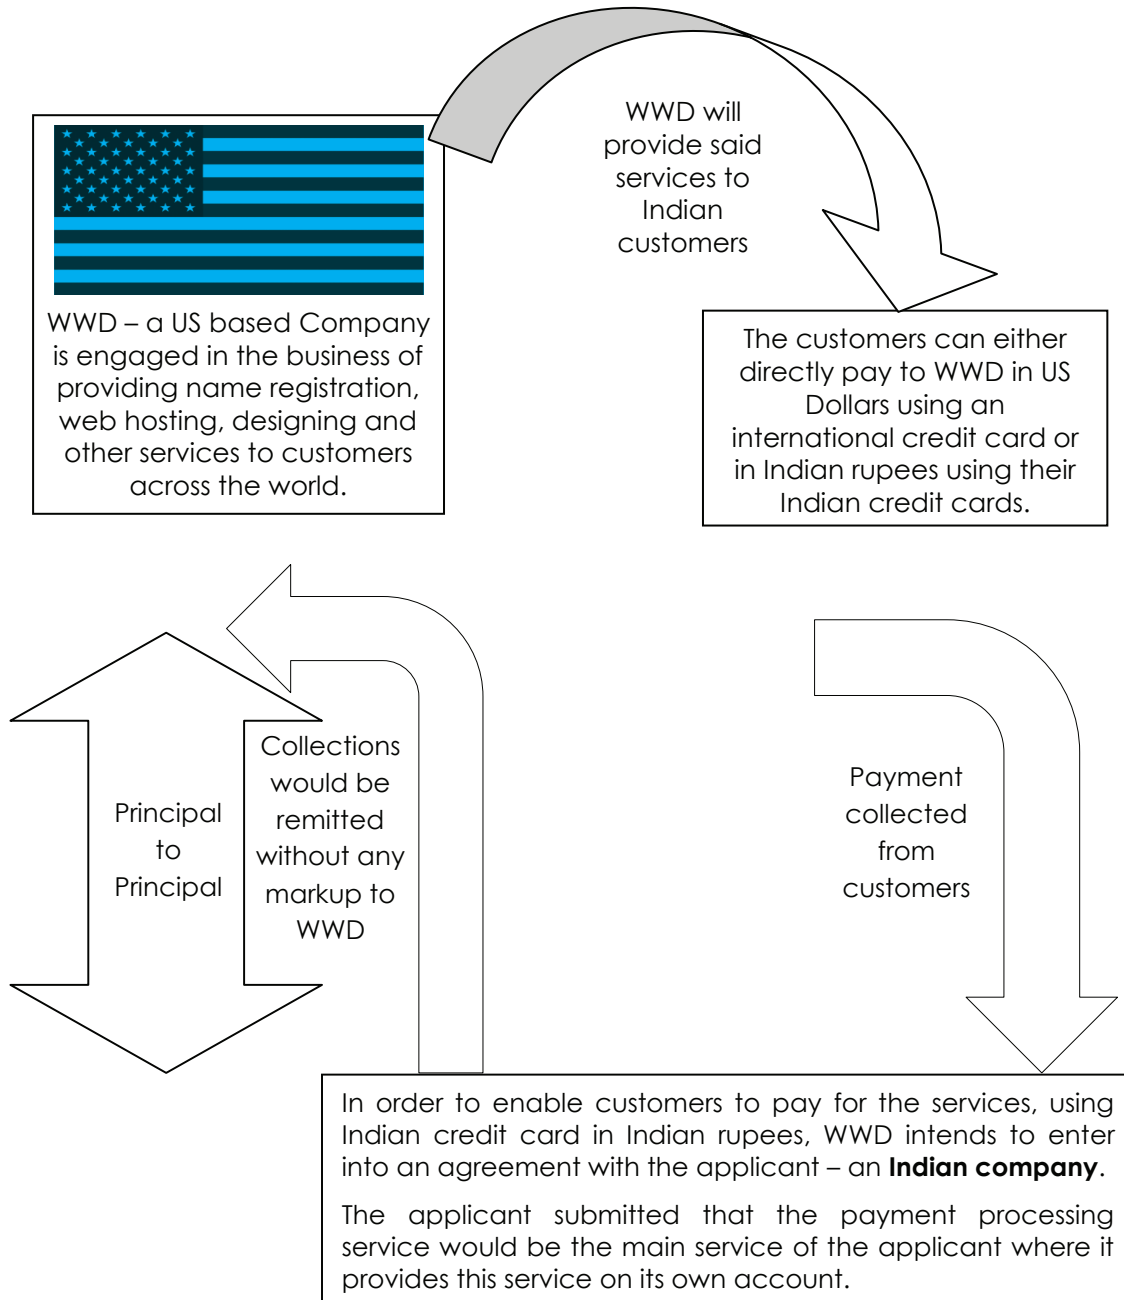 WWD will
provide said
services to
Indian
customers
WWD – a US based Company
is engaged in the business of
providing name registration,
web hosting, designing and
other services to customers
across the world.
The customers can either
directly pay to WWD in US
Dollars using an
international credit card or
in Indian rupees using their
Indian credit cards.
Principal
to
Principal
Collections
would be
remitted
without any
markup to
WWD
Payment
collected
from
customers
In order to enable customers to pay for the services, using
Indian credit card in Indian rupees, WWD intends to enter
into an agreement with the applicant – an Indian company.
The applicant submitted that the payment processing
service would be the main service of the applicant where it
provides this service on its own account.